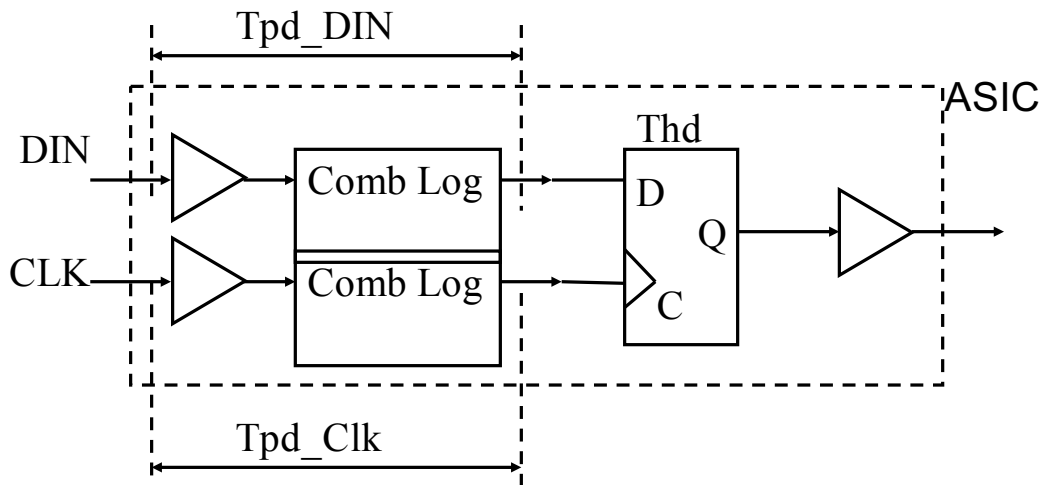 Tpd_DIN
ASIC
DIN
Thd
Comb Log
D
Q
CLK
Comb Log
C
Tpd_Clk